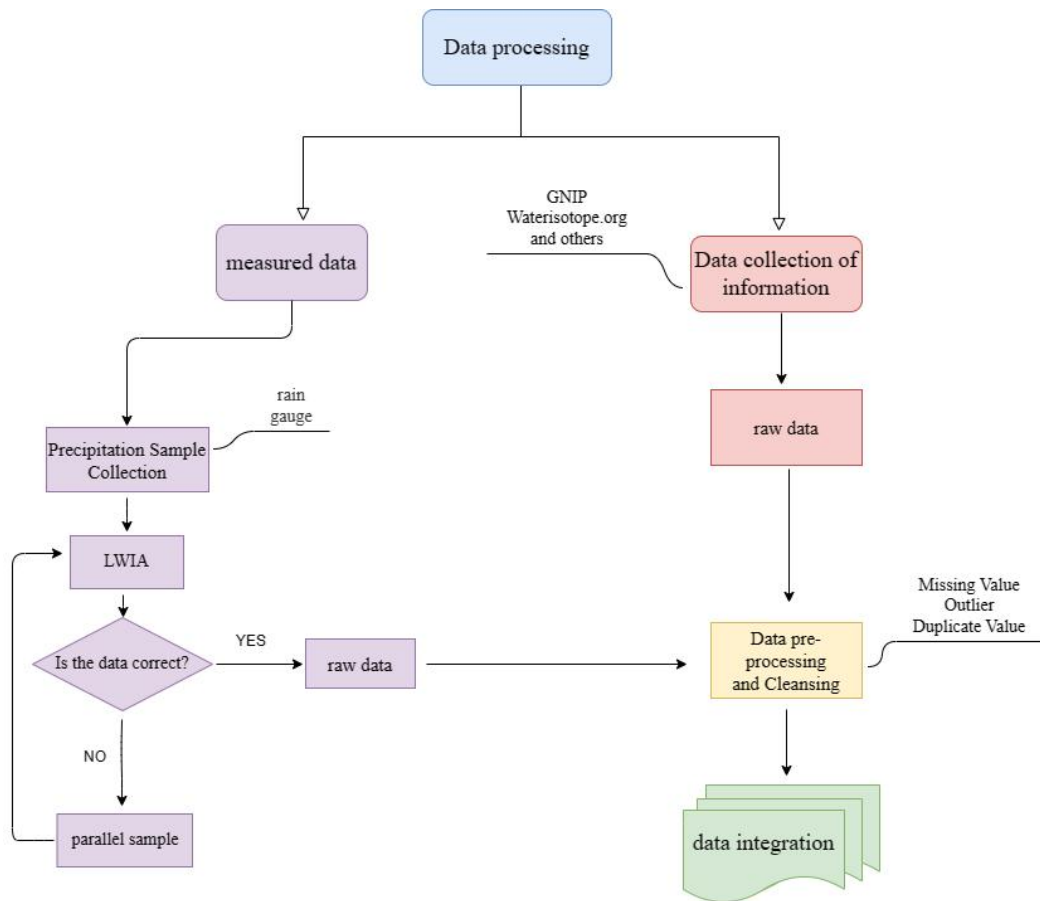 Data processing
GNIP
Waterisotope.org
and others
measured data
Data collection of
information
rain
gauge
Precipitation Sample
Collection
raw data
LWIA
Missing Value
Outlier
Duplicate Value
Is the data correct?
YES
raw data
Data pre-
processing
and Cleansing
NO
parallel sample
data integration